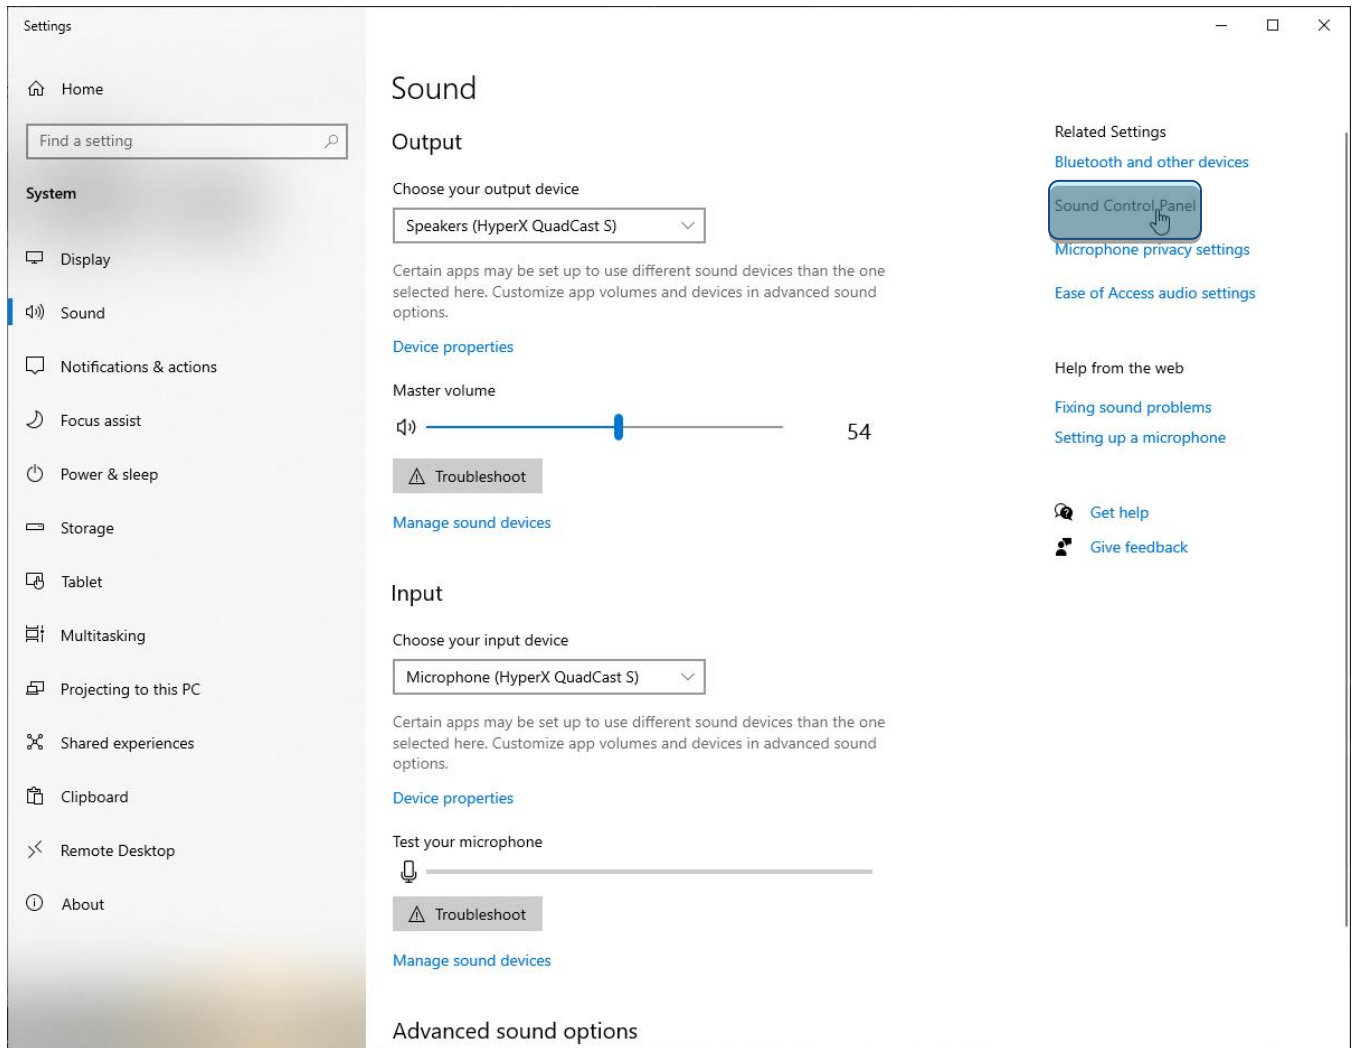 Settings
Home
Find a setting
System
Display
Sound
Notifications & actions
Focus assist
Power & sleep
Storage
Tablet
Multitasking
Projecting to this PC
Shared experiences
Clipboard
Remote Desktop
About
Sound
Output
Choose your output device
Speakers (HyperX QuadCast S)
Certain apps may be set up to use different sound devices than the one
selected here. Customize app volumes and devices in advanced sound
options.
Device properties
Master volume
54
Troubleshoot
Manage sound devices
Input
Choose your input device
Microphone (HyperX QuadCast S)
Certain apps may be set up to use different sound devices than the one
selected here. Customize app volumes and devices in advanced sound
options.
Device properties
Test your microphone
Troubleshoot
Manage sound devices
Advanced sound options
Related Settings
Bluetooth and other devices
Sound Control Panel
Microphone privacy settings
Ease of Access audio settings
Help from the web
Fixing sound problems
Setting up a microphone
Get help
Give feedback